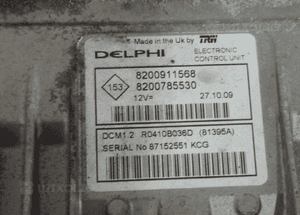 Made in the Uk by TRW
DELPHI
ELECTRONIC
CONTROL UNIT
153
8200911568
8200785530
12V=
27.10.09
DCM1.2 R0410B036D (81395A)
SERIAL No 87152551 KCG